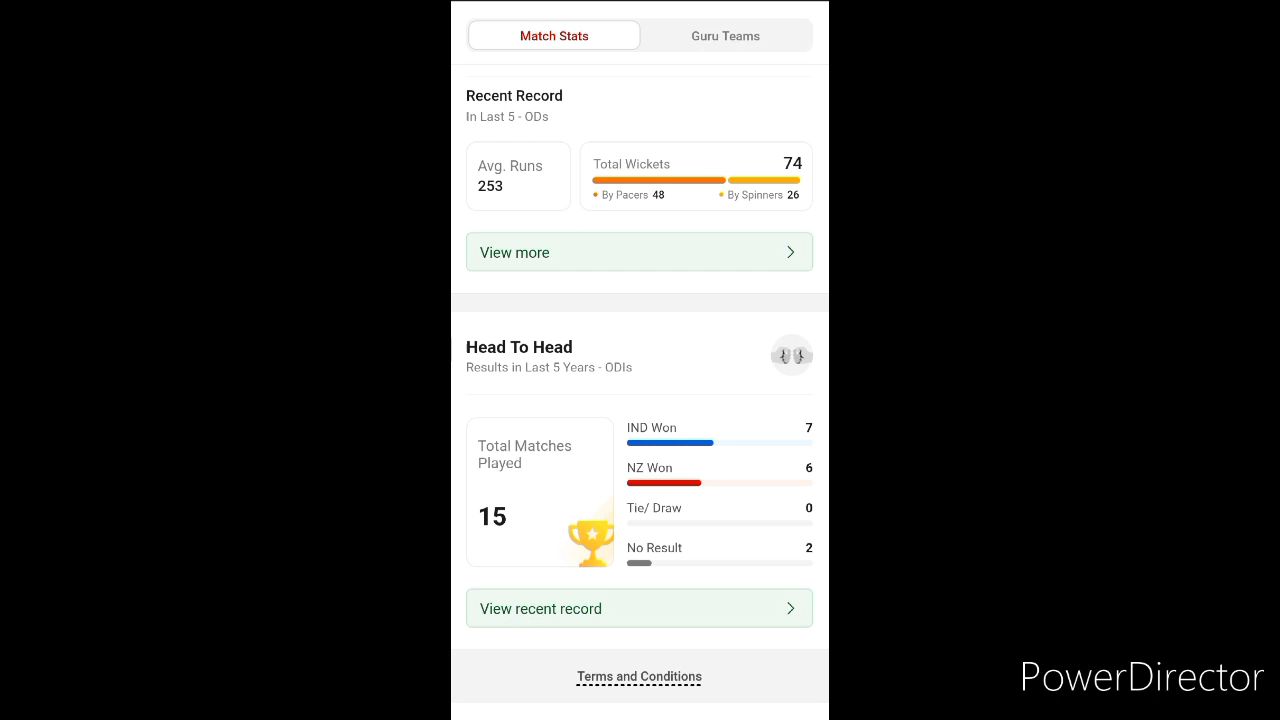 Match Stats
Guru Teams
Recent Record
In Last 5 - ODs
Avg. Runs
253
Total Wickets 74
By Pacers 48
By Spinners 26
View more
Head To Head
Results in Last 5 Years - ODIs
Total Matches
Played
15
IND Won 7
NZ Won 6
Tie/ Draw 0
No Result 2
View recent record
Terms and Conditions
PowerDirector